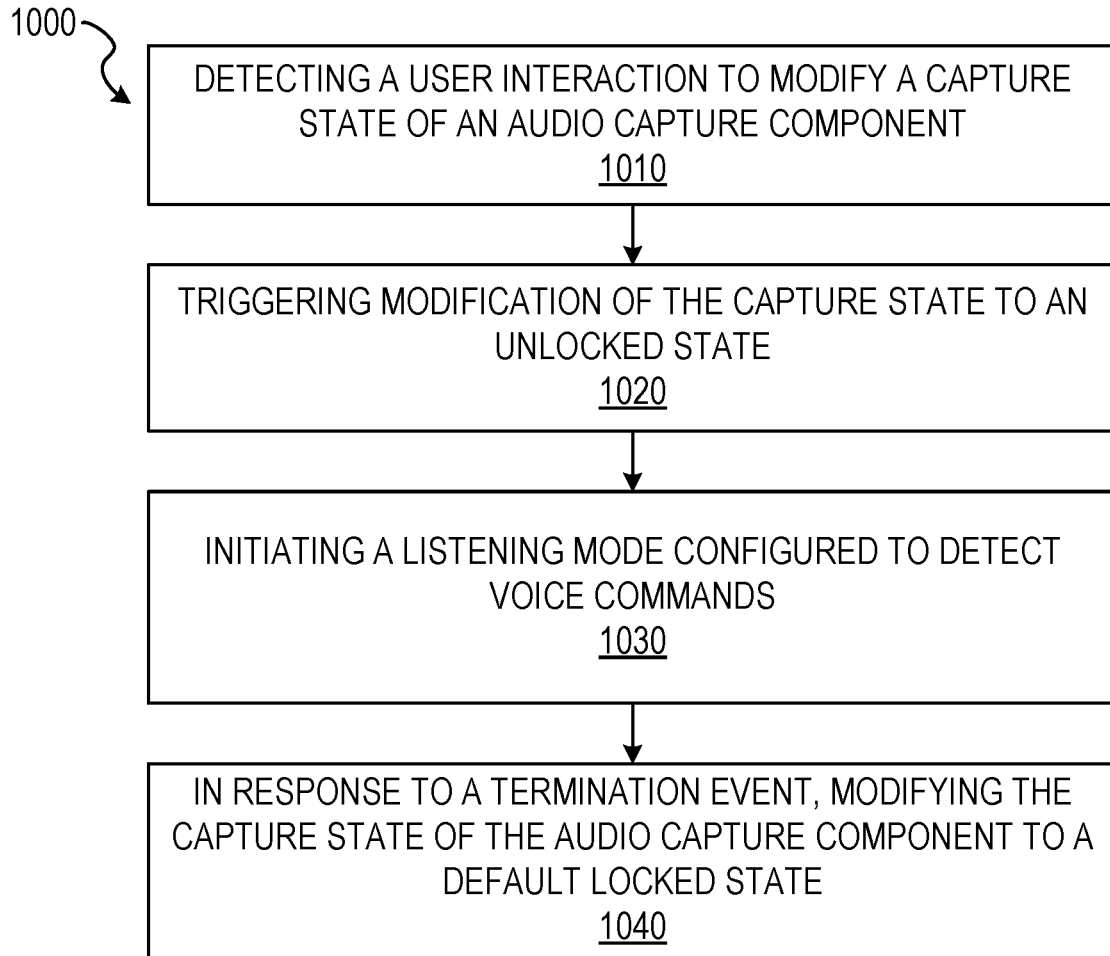 1000
DETECTING A USER INTERACTION TO MODIFY A CAPTURE
STATE OF AN AUDIO CAPTURE COMPONENT
1010
TRIGGERING MODIFICATION OF THE CAPTURE STATE TO AN
UNLOCKED STATE
1020
INITIATING A LISTENING MODE CONFIGURED TO DETECT
VOICE COMMANDS
1030
IN RESPONSE TO A TERMINATION EVENT, MODIFYING THE
CAPTURE STATE OF THE AUDIO CAPTURE COMPONENT TO A
DEFAULT LOCKED STATE
1040